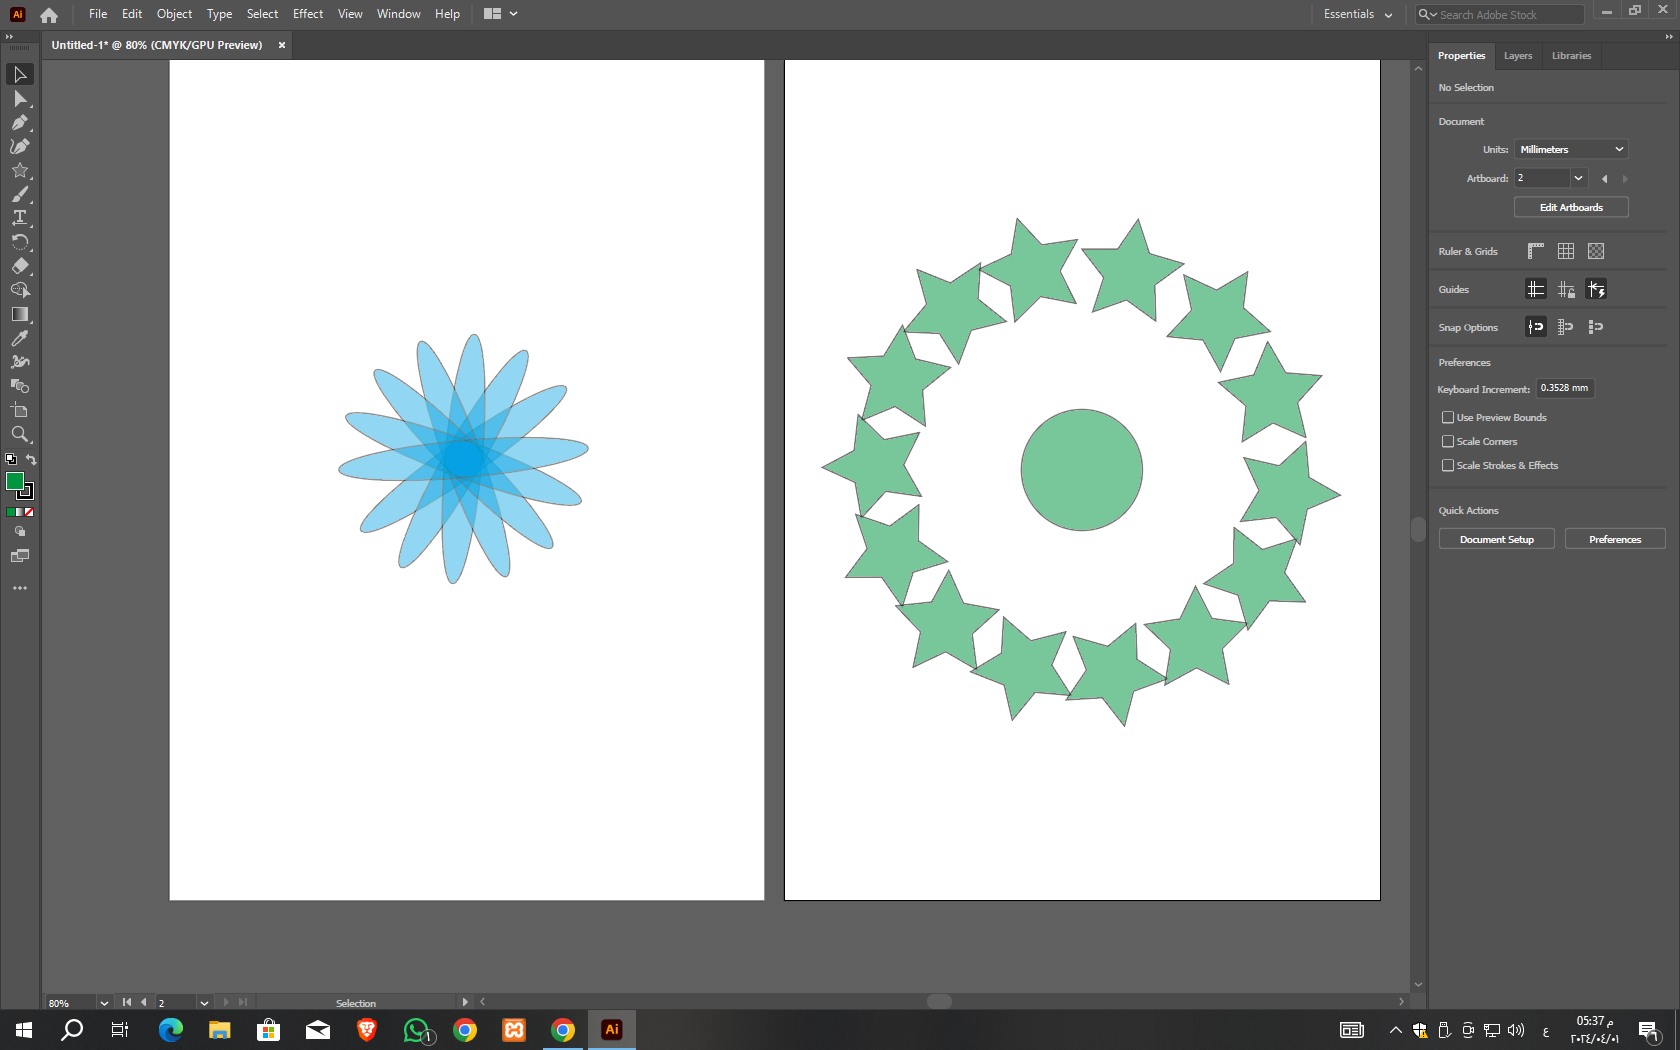 Ai File Edit Object Type Select Effect View Window Help Essentials Search Adobe Stock
Untitled-1* @ 80% (CMYK/GPU Preview)
Properties Layers Libraries
No Selection
Document
Units: Millimeters
Artboard: 2
Edit Artboards
Ruler & Grids
Guides
Snap Options
Preferences
Keyboard Increment: 0.3528 mm
Use Preview Bounds
Scale Corners
Scale Strokes & Effects
Quick Actions
Document Setup Preferences
80% 2 Selection
Ai
١
ع
05:37 م
٢٠٢٤/٠٤/٠١
٦